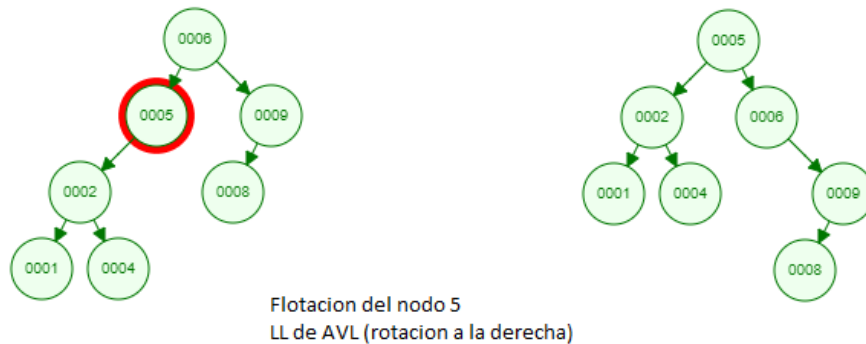 0006 0005
0005 0009 0002 0006
0002 0008 0001 0004 0009
0001 0004 0008
Flotacion del nodo 5
LL de AVL (rotacion a la derecha)